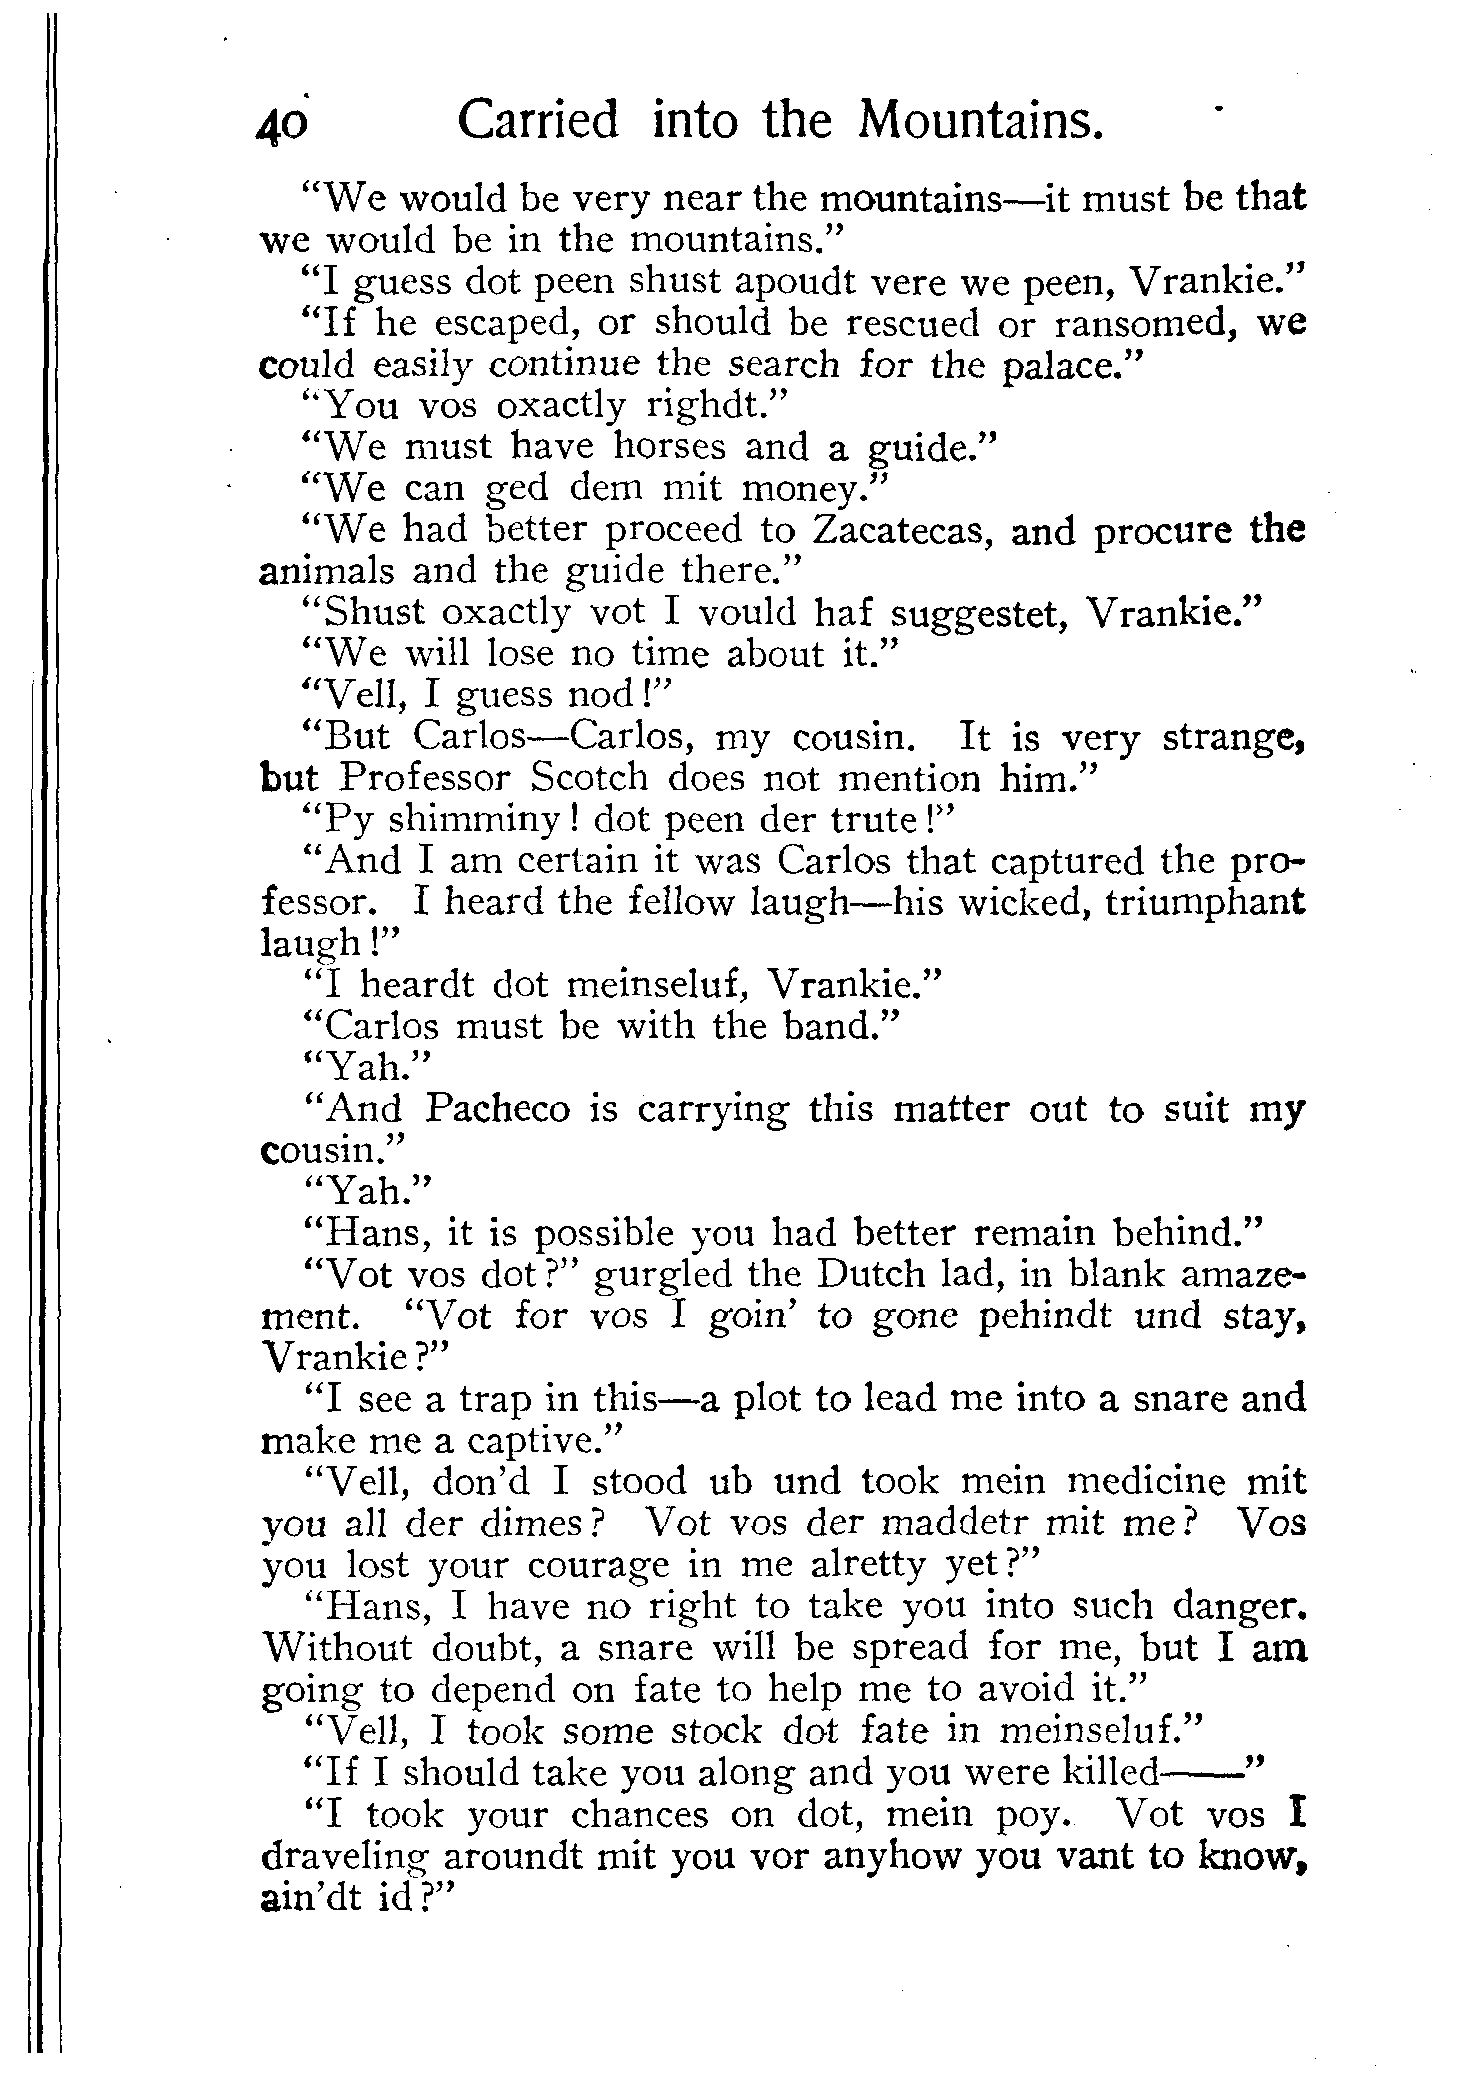 40 Carried into the Mountains.
“We would be very near the mountains—it must be that
we would be in the mountains.”
“I guess dot peen shust apoudt vere we peen, Vrankie.”
“If he escaped, or should be rescued or ransomed, we
could easily continue the search for the palace.”
“You vos oxactly righdt.”
“We must have horses and a guide.”
“We can ged dem mit money.”
“We had better proceed to Zacatecas, and procure the
animals and the guide there.”
“Shust oxactly vot I vould haf suggestet, Vrankie.”
“We will lose no time about it.”
“Vell, I guess nod!”
“But Carlos—Carlos, my cousin. It is very strange,
but Professor Scotch does not mention him.”
“Py shimminy! dot peen der trute!”
“And I am certain it was Carlos that captured the pro-
fessor. I heard the fellow laugh—his wicked, triumphant
laugh!”
“I heardt dot meinseluf, Vrankie.”
“Carlos must be with the band.”
“Yah.”
“And Pacheco is carrying this matter out to suit my
cousin.”
“Yah.”
“Hans, it is possible you had better remain behind.”
“Vot vos dot?” gurgled the Dutch lad, in blank amaze-
ment. “Vot for vos I goin’ to gone pehindt und stay,
Vrankie?”
“I see a trap in this—a plot to lead me into a snare and
make me a captive.”
“Vell, don’d I stood ub und took mein medicine mit
you all der dimes? Vot vos der maddetr mit me? Vos
you lost your courage in me alretty yet?”
“Hans, I have no right to take you into such danger.
Without doubt, a snare will be spread for me, but I am
going to depend on fate to help me to avoid it.”
“Vell, I took some stock dot fate in meinseluf.”
“If I should take you along and you were killed——”
“I took your chances on dot, mein poy. Vot vos I
draveling aroundt mit you vor anyhow you vant to know,
ain’dt id?”